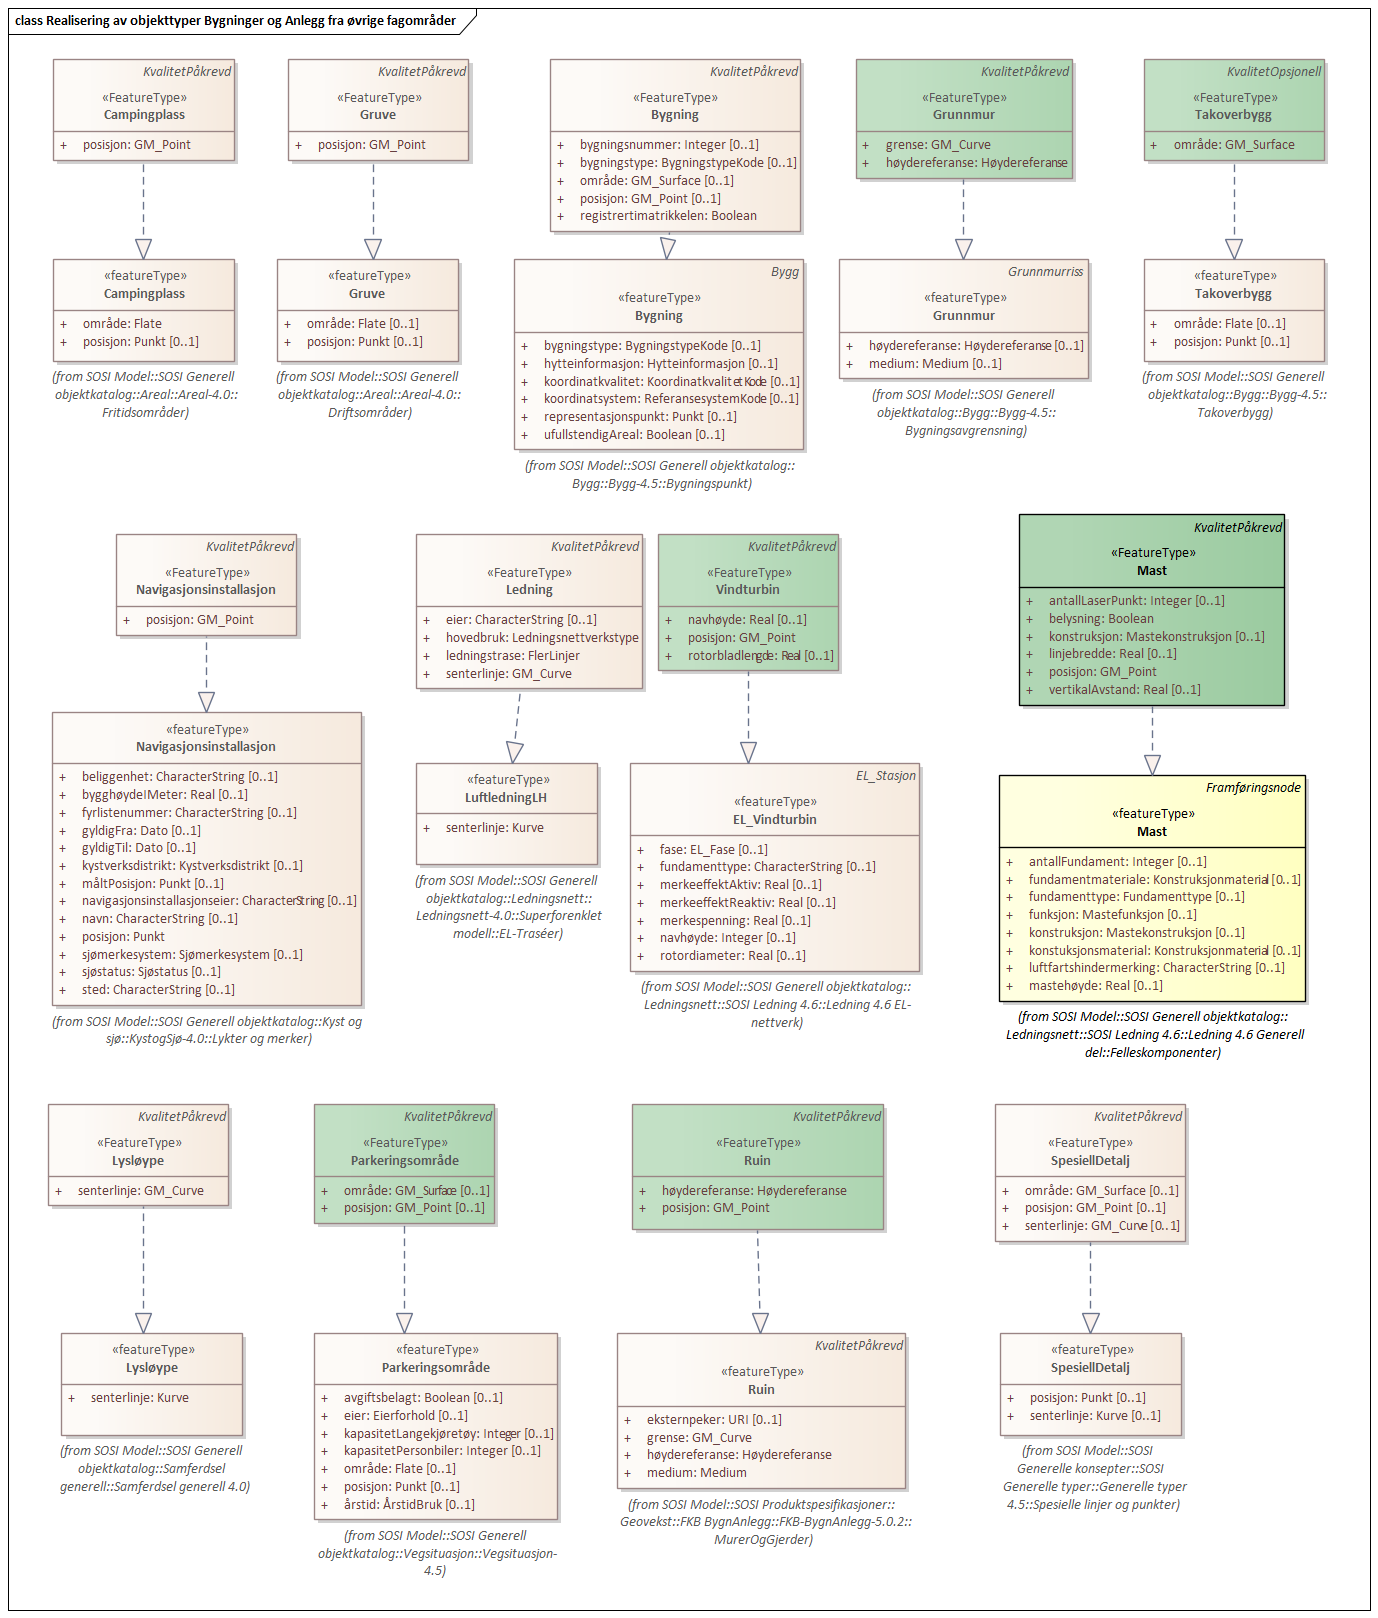 class Realisering av objekttyper Bygninger og Anlegg fra øvrige fagområder
KvalitetPåkrevd
«FeatureType»
Campingplass
+ posisjon: GM_Point
«featureType»
Campingplass
+ område: Flate
+ posisjon: Punkt [0..1]
(from SOSI Model::SOSI Generell
objektkatalog::Areal::Areal-4.0::
Fritidsområder)
KvalitetPåkrevd
«FeatureType»
Gruve
+ posisjon: GM_Point
«featureType»
Gruve
+ område: Flate [0..1]
+ posisjon: Punkt [0..1]
(from SOSI Model::SOSI Generell
objektkatalog::Areal::Areal-4.0::
Driftsområder)
KvalitetPåkrevd
«FeatureType»
Bygning
+ bygningsnummer: Integer [0..1]
+ bygningstype: BygningstypeKode [0..1]
+ område: GM_Surface [0..1]
+ posisjon: GM_Point [0..1]
+ registrertimatrikkelen: Boolean
Bygg
«featureType»
Bygning
+ bygningstype: BygningstypeKode [0..1]
+ hytteinformasjon: Hytteinformasjon [0..1]
+ koordinatkvalitet: KoordinatkvalitetKode [0..1]
+ koordinatsystem: ReferansesystemKode [0..1]
+ representasjonspunkt: Punkt [0..1]
+ ufullstendigAreal: Boolean [0..1]
(from SOSI Model::SOSI Generell objektkatalog::
Bygg::Bygg-4.5::Bygningspunkt)
KvalitetPåkrevd
«FeatureType»
Grunnmur
+ grense: GM_Curve
+ høydereferanse: Høydereferanse
Grunnmurriss
«featureType»
Grunnmur
+ høydereferanse: Høydereferanse [0..1]
+ medium: Medium [0..1]
(from SOSI Model::SOSI Generell
objektkatalog::Bygg::Bygg-4.5::
Bygningsavgrensning)
KvalitetOpsjonell
«FeatureType»
Takoverbygg
+ område: GM_Surface
«featureType»
Takoverbygg
+ område: Flate [0..1]
+ posisjon: Punkt [0..1]
(from SOSI Model::SOSI Generell
objektkatalog::Bygg::Bygg-4.5::
Takoverbygg)
KvalitetPåkrevd
«FeatureType»
Navigasjonsinstallasjon
+ posisjon: GM_Point
«featureType»
Navigasjonsinstallasjon
+ beliggenhet: CharacterString [0..1]
+ bygghøydeIMeter: Real [0..1]
+ fyrlistenummer: CharacterString [0..1]
+ gyldigFra: Dato [0..1]
+ gyldigTil: Dato [0..1]
+ kystverksdistrikt: Kystverksdistrikt [0..1]
+ måltPosisjon: Punkt [0..1]
+ navigasjonsinstallasjonseier: CharacterString [0..1]
+ navn: CharacterString [0..1]
+ posisjon: Punkt
+ sjømerkesystem: Sjømerkesystem [0..1]
+ sjøstatus: Sjøstatus [0..1]
+ sted: CharacterString [0..1]
(from SOSI Model::SOSI Generell objektkatalog::Kyst og
sjø::KystogSjø-4.0::Lykter og merker)
KvalitetPåkrevd
«FeatureType»
Ledning
+ eier: CharacterString [0..1]
+ hovedbruk: Ledningsnettverkstype
+ ledningstrase: FlerLinjer
+ senterlinje: GM_Curve
«featureType»
LuftledningLH
+ senterlinje: Kurve
(from SOSI Model::SOSI Generell
objektkatalog::Ledningsnett::
Ledningsnett-4.0::Superforenklet
modell::EL-Traséer)
KvalitetPåkrevd
«FeatureType»
Vindturbin
+ navhøyde: Real [0..1]
+ posisjon: GM_Point
+ rotorbladlengde: Real [0..1]
EL_Stasjon
«featureType»
EL_Vindturbin
+ fase: EL_Fase [0..1]
+ fundamenttype: CharacterString [0..1]
+ merkeeffektAktiv: Real [0..1]
+ merkeeffektReaktiv: Real [0..1]
+ merkespenning: Real [0..1]
+ navhøyde: Integer [0..1]
+ rotordiameter: Real [0..1]
(from SOSI Model::SOSI Generell objektkatalog::
Ledningsnett::SOSI Ledning 4.6::Ledning 4.6 EL-
nettverk)
KvalitetPåkrevd
«FeatureType»
Mast
+ antallLaserPunkt: Integer [0..1]
+ belysning: Boolean
+ konstruksjon: Mastekonstruksjon [0..1]
+ linjebredde: Real [0..1]
+ posisjon: GM_Point
+ vertikalAvstand: Real [0..1]
Framføringsnode
«featureType»
Mast
+ antallFundament: Integer [0..1]
+ fundamentmateriale: Konstruksjonmaterial [0..1]
+ fundamenttype: Fundamenttype [0..1]
+ funksjon: Mastefunksjon [0..1]
+ konstruksjon: Mastekonstruksjon [0..1]
+ konstuksjonsmaterial: Konstruksjonmaterial [0..1]
+ luftfartshindermerking: CharacterString [0..1]
+ mastehøyde: Real [0..1]
(from SOSI Model::SOSI Generell objektkatalog::
Ledningsnett::SOSI Ledning 4.6::Ledning 4.6 Generell
del::Felleskomponenter)
KvalitetPåkrevd
«FeatureType»
Lysløype
+ senterlinje: GM_Curve
«featureType»
Lysløype
+ senterlinje: Kurve
(from SOSI Model::SOSI Generell
objektkatalog::Samferdsel
generell::Samferdsel generell 4.0)
KvalitetPåkrevd
«FeatureType»
Parkeringsområde
+ område: GM_Surface [0..1]
+ posisjon: GM_Point [0..1]
«featureType»
Parkeringsområde
+ avgiftsbelagt: Boolean [0..1]
+ eier: Eierforhold [0..1]
+ kapasitetLangekjøretøy: Integer [0..1]
+ kapasitetPersonbiler: Integer [0..1]
+ område: Flate [0..1]
+ posisjon: Punkt [0..1]
+ årstid: ÅrstidBruk [0..1]
(from SOSI Model::SOSI Generell
objektkatalog::Vegsituasjon::Vegsituasjon-
4.5)
KvalitetPåkrevd
«FeatureType»
Ruin
+ høydereferanse: Høydereferanse
+ posisjon: GM_Point
KvalitetPåkrevd
«featureType»
Ruin
+ eksternpeker: URI [0..1]
+ grense: GM_Curve
+ høydereferanse: Høydereferanse
+ medium: Medium
(from SOSI Model::SOSI Produktspesifikasjoner::
Geovekst::FKB BygnAnlegg::FKB-BygnAnlegg-5.0.2::
MurerOgGjerder)
KvalitetPåkrevd
«FeatureType»
SpesiellDetalj
+ område: GM_Surface [0..1]
+ posisjon: GM_Point [0..1]
+ senterlinje: GM_Curve [0..1]
«featureType»
SpesiellDetalj
+ posisjon: Punkt [0..1]
+ senterlinje: Kurve [0..1]
(from SOSI Model::SOSI
Generelle konsepter::SOSI
Generelle typer::Generelle typer
4.5::Spesielle linjer og punkter)